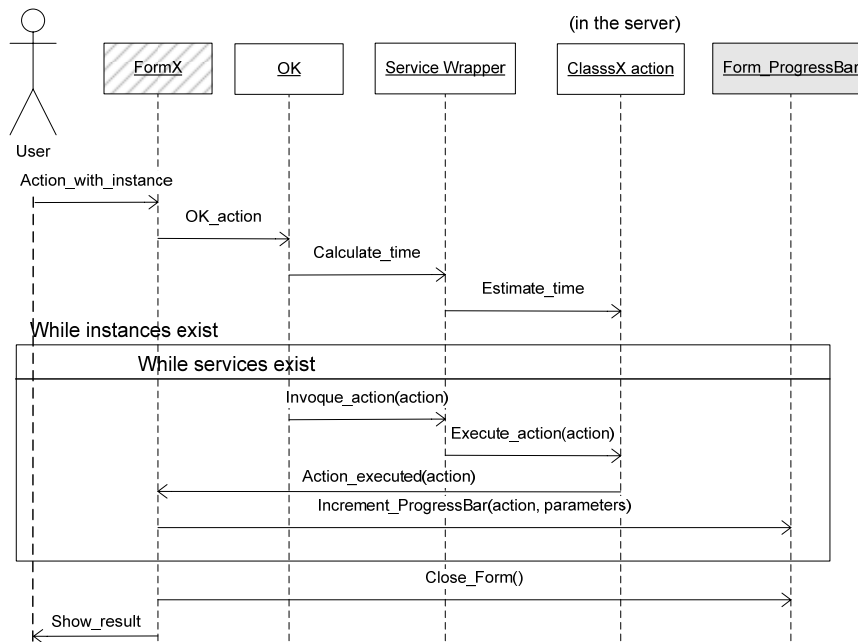 (in the server)
FormX
OK
Service Wrapper
ClasssX action
Form_ProgressBar
User
Action_with_instance
OK_action
Calculate_time
Estimate_time
While instances exist
While services exist
Invoque_action(action)
Execute_action(action)
Action_executed(action)
Increment_ProgressBar(action, parameters)
Close_Form()
Show_result